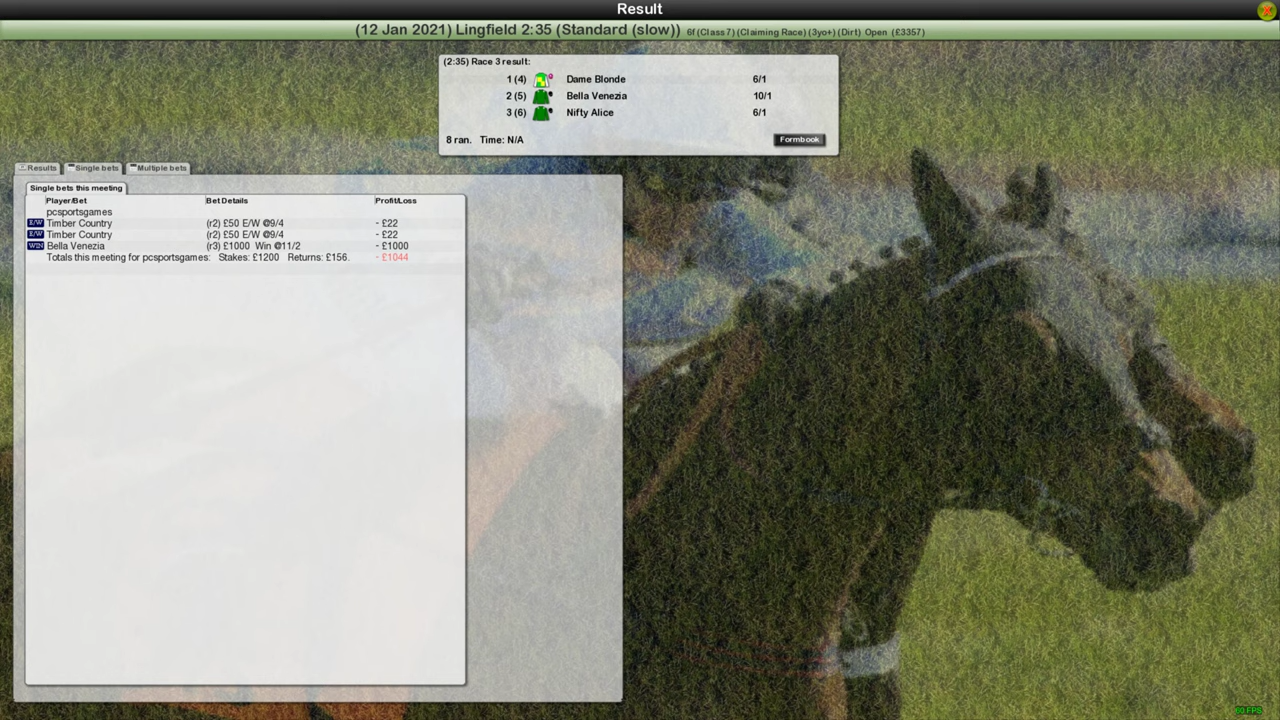 Result
(12 Jan 2021) Lingfield 2:35 (Standard (slow)) 6f (Class 7) (Claiming Race) (3yo+) (Dirt) Open (£3357)
(2:35) Race 3 result:
1 (4) Dame Blonde 6/1
2 (5) Bella Venezia 10/1
3 (6) Nifty Alice 6/1
8 ran. Time: N/A Formbook
Results Single bets Multiple bets
Single bets this meeting
Player/Bet Bet Details Profit/Loss
pcsportsgames
E/W Timber Country (r2) £50 E/W @9/4 - £22
E/W Timber Country (r2) £50 E/W @9/4 - £22
WIN Bella Venezia (r3) £1000 Win @11/2 - £1000
Totals this meeting for pcsportsgames: Stakes: £1200 Returns: £156. - £1044
60 FPS